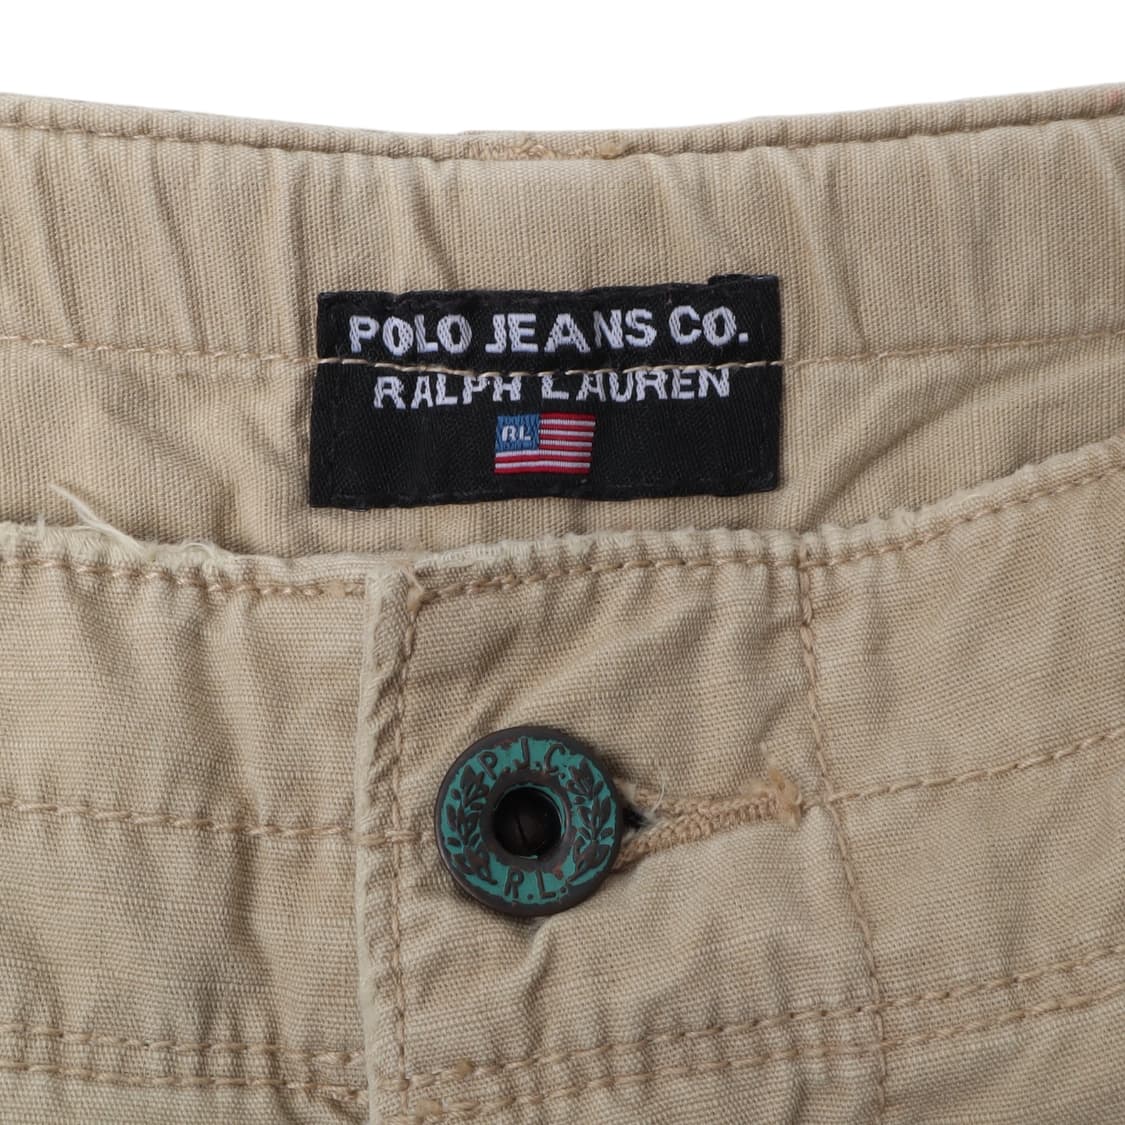 POLO JEANS CO.
RALPH LAUREN
RL
P.J.C.
R.L.